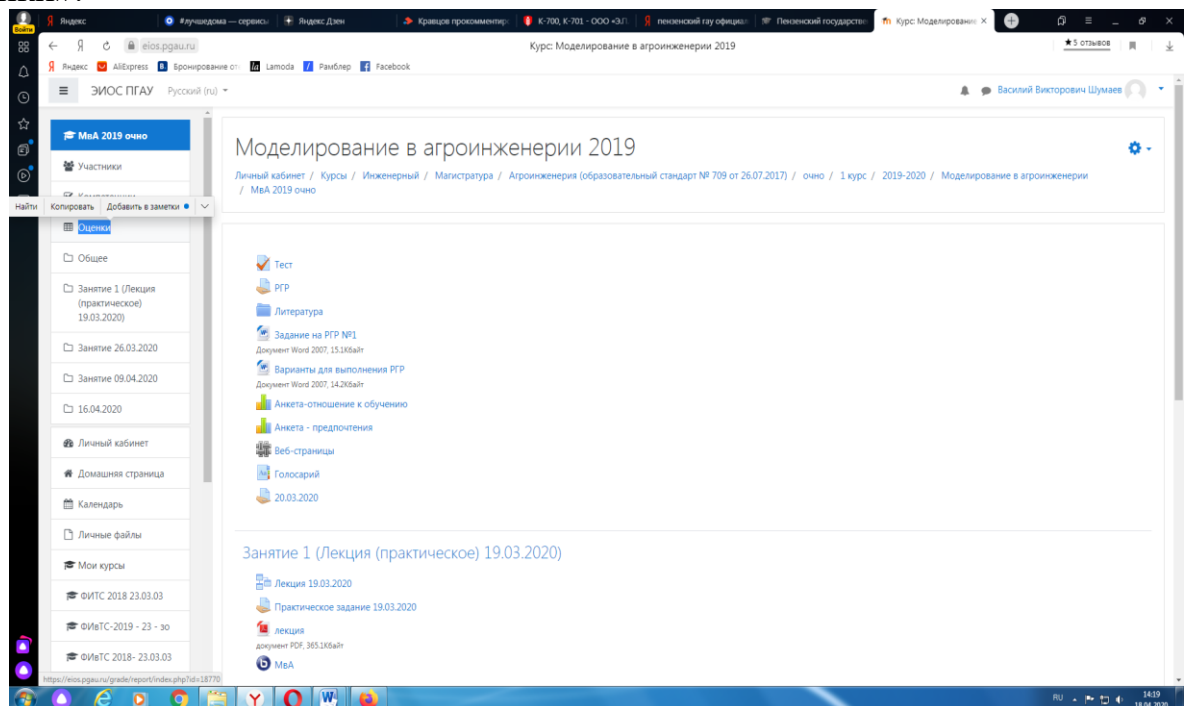 Войти
Яндекс
#лучшедома — сервисы
Яндекс.Дзен
Кравцов прокомментир
К-700, К-701 - ООО «ЭЛ
пензенский гау официал
Пензенский государстве
Курс: Моделирование
eios.pgau.ru
Курс: Моделирование в агроинженерии 2019
★5 отзывов
Яндекс
AliExpress
Бронирование от
Lamoda
Рамблер
Facebook
ЭИОС ПГАУ
Русский (ru)
Василий Викторович Шумаев
МвА 2019 очно
Участники
Найти
Копировать
Добавить в заметки
Оценки
Общее
Занятие 1 (Лекция
(практическое)
19.03.2020)
Занятие 26.03.2020
Занятие 09.04.2020
16.04.2020
Личный кабинет
Домашняя страница
Календарь
Личные файлы
Мои курсы
ФИТС 2018 23.03.03
ФИвТС-2019 - 23 - зо
ФИвТС 2018- 23.03.03
https://eios.pgau.ru/grade/report/index.php?id=18770
Моделирование в агроинженерии 2019
Личный кабинет / Курсы / Инженерный / Магистратура / Агроинженерия (образовательный стандарт № 709 от 26.07.2017) / очно / 1 курс / 2019-2020 / Моделирование в агроинженерии
/ МвА 2019 очно
Тест
РГР
Литература
Задание на РГР №1
Документ Word 2007, 15.1Кбайт
Варианты для выполнения РГР
Документ Word 2007, 14.2Кбайт
Анкета-отношение к обучению
Анкета - предпочтения
Веб-страницы
Голосарий
20.03.2020
Занятие 1 (Лекция (практическое) 19.03.2020)
Лекция 19.03.2020
Практическое задание 19.03.2020
лекция
документ PDF, 365.1Кбайт
МвА
RU
14:19
18.04.2020